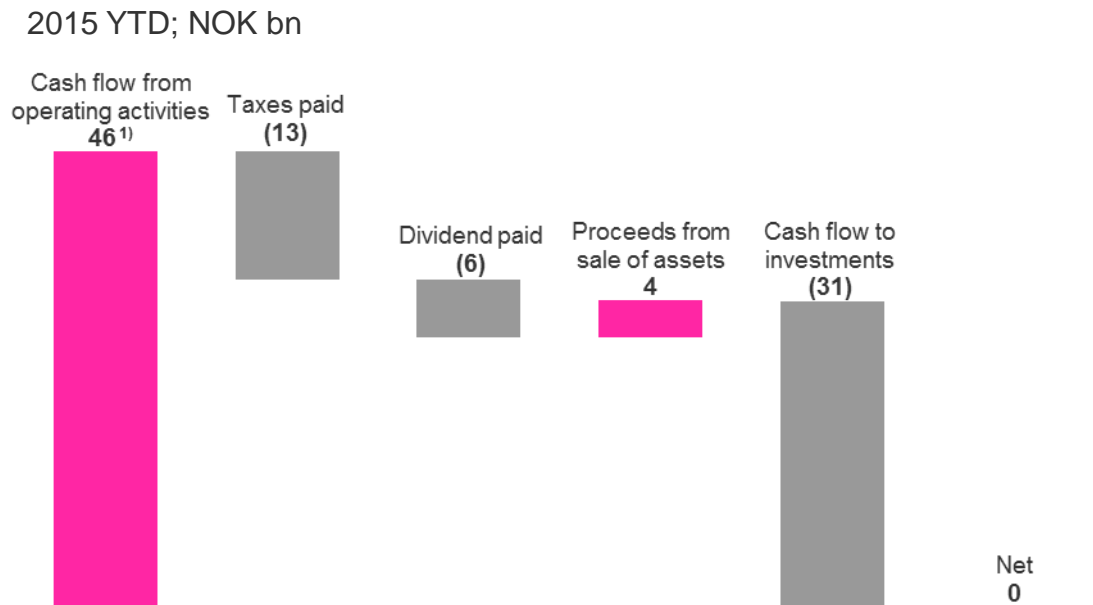 2015 YTD; NOK bn
Cash flow from
operating activities
46 1)
Taxes paid
(13)
Dividend paid
(6)
Proceeds from
sale of assets
4
Cash flow to
investments
(31)
Net
0